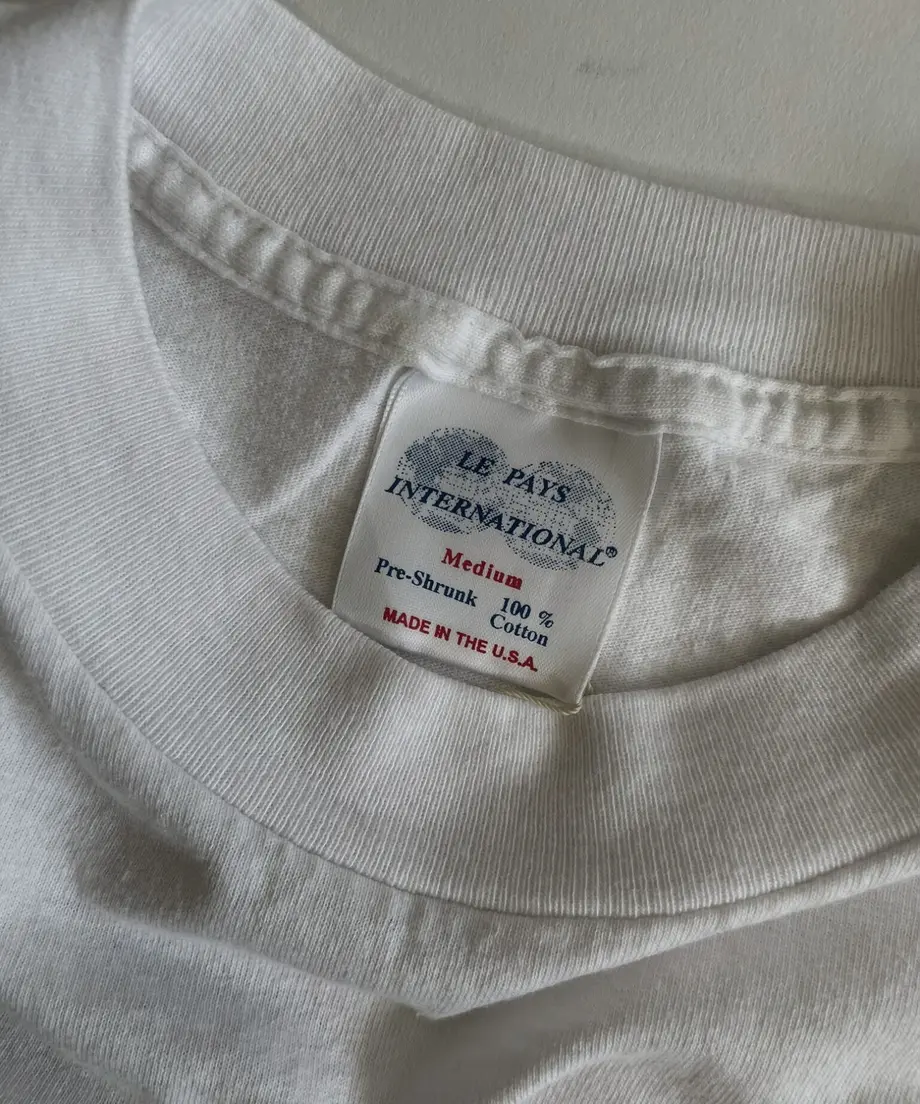 LE PAYS
INTERNATIONAL®
Medium
Pre-Shrunk 100 %
Cotton
MADE IN THE U.S.A.